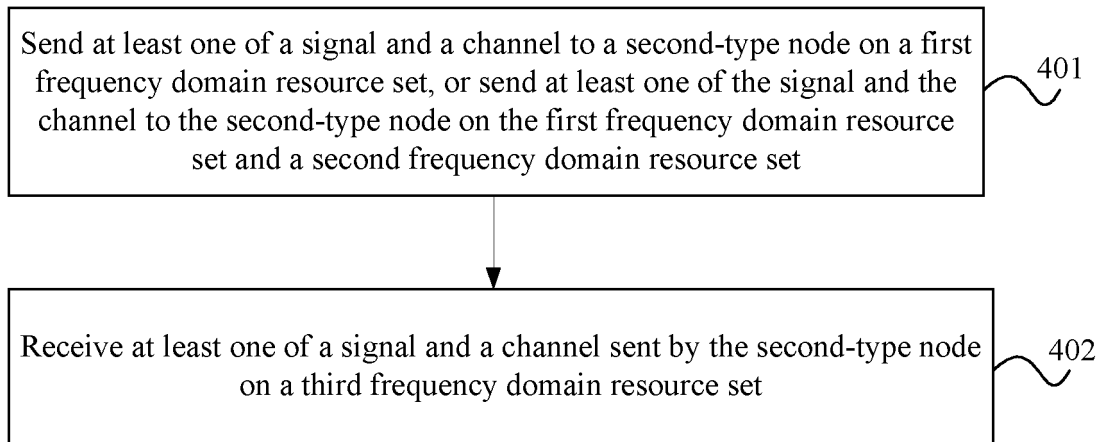 Send at least one of a signal and a channel to a second-type node on a first
frequency domain resource set, or send at least one of the signal and the
channel to the second-type node on the first frequency domain resource
set and a second frequency domain resource set
401
Receive at least one of a signal and a channel sent by the second-type node
on a third frequency domain resource set
402